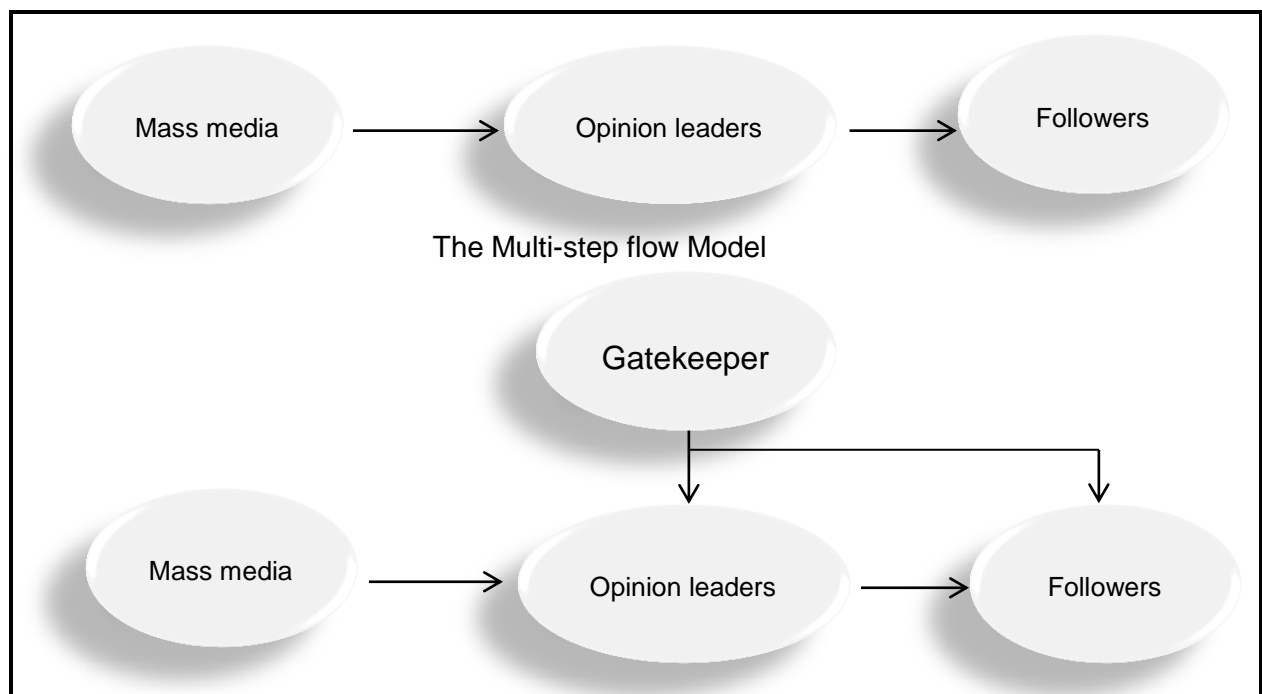 Mass media
Opinion leaders
Followers
The Multi-step flow Model
Gatekeeper
Mass media
Opinion leaders
Followers